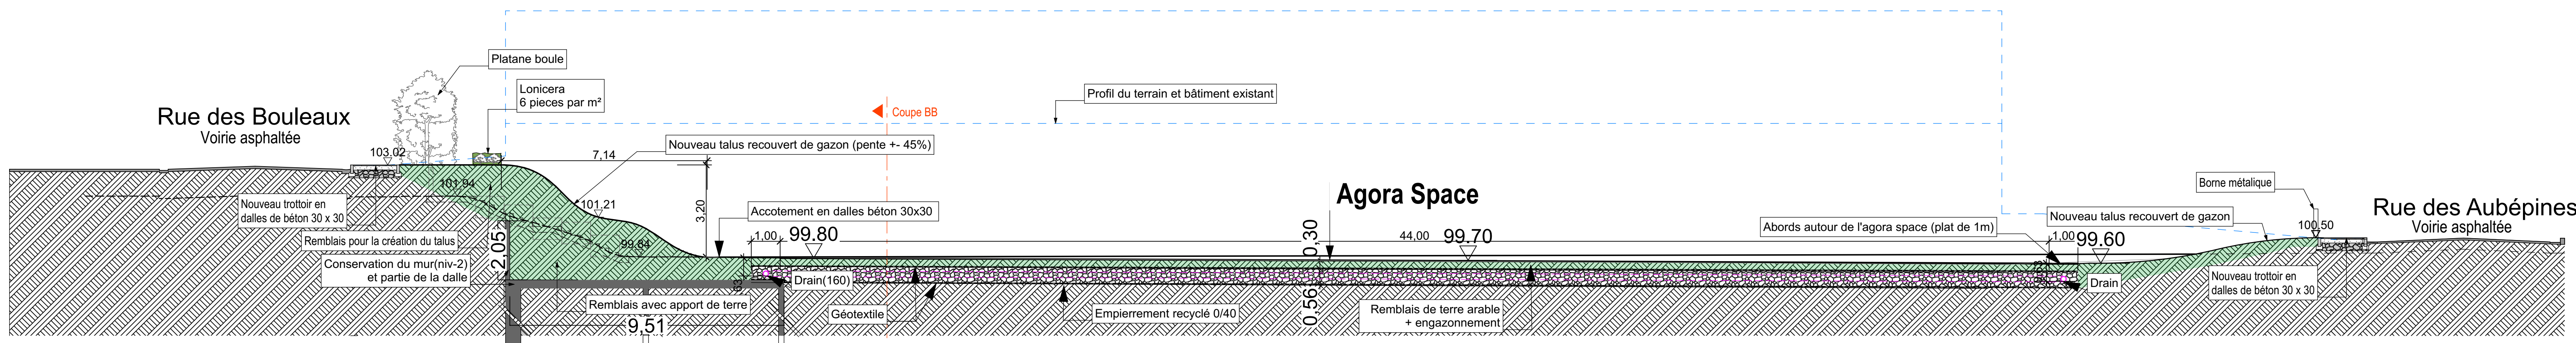 Platane boule
Lonicera
6 pieces par m²
Rue des Bouleaux
Voirie asphaltée
103.02
Profil du terrain et bâtiment existant
Coupe BB
Nouveau talus recouvert de gazon (pente +- 45%)
7,14
101,94
101,21
99.84
3,20
2,05
Nouveau trottoir en
dalles de béton 30 x 30
Remblais pour la création du talus
Conservation du mur(niv-2)
et partie de la dalle
Accotement en dalles béton 30x30
1,00
99.80
Agora Space
0,30
44,00
99.70
Abords autour de l'agora space (plat de 1m)
1,00
99.60
Borne métalique
Nouveau talus recouvert de gazon
100.50
Rue des Aubépines
Voirie asphaltée
63
Drain(160)
Remblais avec apport de terre
9,51
Géotextile
Empierrement recyclé 0/40
0,56
Remblais de terre arable
+ engazonnement
Drain
Nouveau trottoir en
dalles de béton 30 x 30